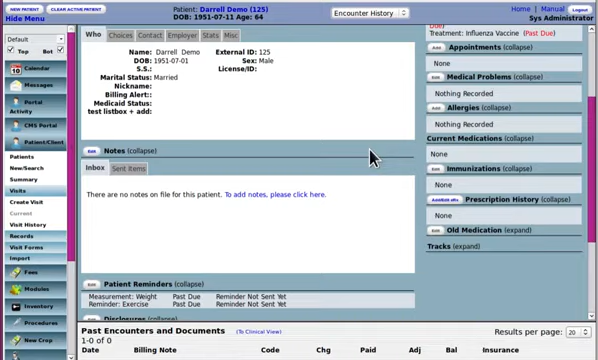 NEW PATIENT
CLEAR ACTIVE PATIENT
Hide Menu
Patient: Darrell Demo (125)
DOB: 1951-07-11 Age: 64
Encounter History
Home | Manual
Logout
Sys Administrator
Default
Top
Bot
Calendar
Messages
Portal
Activity
CMS Portal
Patient/Client
Patients
New/Search
Summary
Visits
Create Visit
Current
Visit History
Records
Visit Forms
Import
Fees
Modules
Inventory
Procedures
New Crop
Who
Choices
Contact
Employer
Stats
Misc
Name: Darrell Demo
External ID: 125
DOB: 1951-07-01
Sex: Male
S.S.:
License/ID:
Marital Status: Married
Nickname:
Billing Alert::
Medicaid Status:
test listbox + add:
Edit
Notes (collapse)
Inbox
Sent Items
There are no notes on file for this patient. To add notes, please click here.
Edit
Patient Reminders (collapse)
Measurement: Weight Past Due Reminder Not Sent Yet
Reminder: Exercise Past Due Reminder Not Sent Yet
Disclosures (collapse)
Due)
Treatment: Influenza Vaccine (Past Due)
Add
Appointments (collapse)
None
Edit
Medical Problems (collapse)
Nothing Recorded
Edit
Allergies (collapse)
Nothing Recorded
Current Medications (collapse)
None
Edit
Immunizations (collapse)
None
Prescription History (collapse)
None
Edit
Old Medication (expand)
Tracks (expand)
Past Encounters and Documents
(To Clinical View)
Results per page: 20
1-0 of 0
Date Billing Note Code Chg Paid Adj Bal Insurance